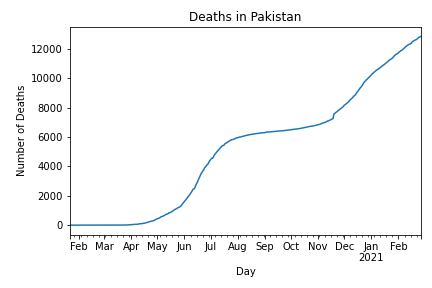 Deaths in Pakistan
Number of Deaths
12000
10000
8000
6000
4000
2000
0
Feb Mar Apr May Jun Jul Aug Sep Oct Nov Dec Jan Feb
2021
Day